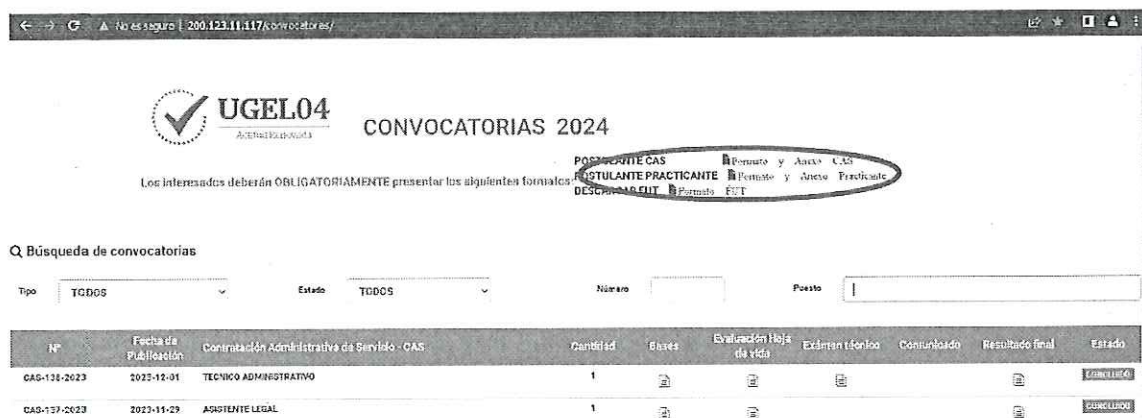 No es seguro | 200.123.11.117/convocatorias/
UGEL04
CONVOCATORIAS 2024
Los interesados deberán OBLIGATORIAMENTE presentar los siguientes formatos:
POSTULANTE CAS Formato y Anexo CAS
POSTULANTE PRACTICANTE Formato y Anexo Practicante
DESCARGAR FUT Formato FUT
Búsqueda de convocatorias
Tipo TODOS Estado TODOS Número Puesto
N° Fecha de Publicación Contratación Administrativa de Servicio - CAS Cantidad Bases Evaluación Hoja de vida Exámen técnico Comunicado Resultado final Estado
CAS-138-2023 2023-12-01 TECNICO ADMINISTRATIVO 1 CONCLUIDO
CAS-137-2023 2023-11-29 ASISTENTE LEGAL 1 CONCLUIDO